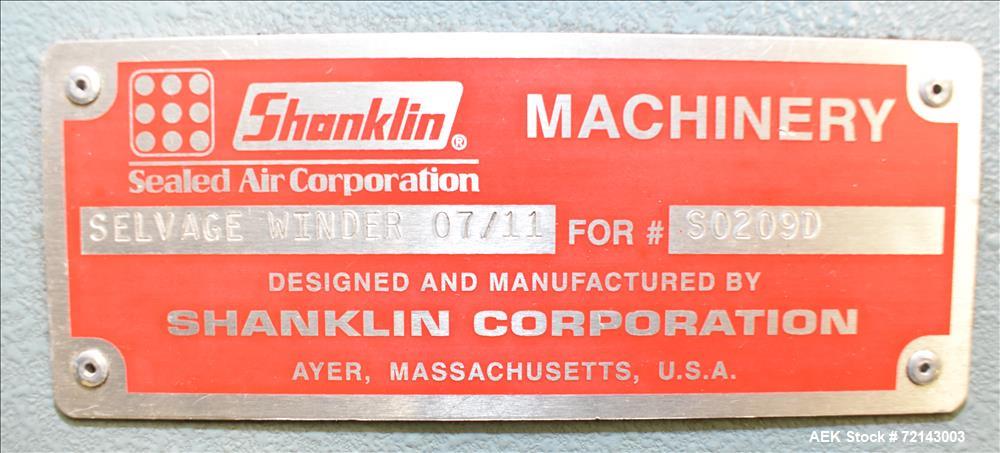 Shanklin® MACHINERY
Sealed Air Corporation
SELVAGE WINDER 07/11 FOR # S0209D
DESIGNED AND MANUFACTURED BY
SHANKLIN CORPORATION
AYER, MASSACHUSETTS, U.S.A.
AEK Stock # 72143003